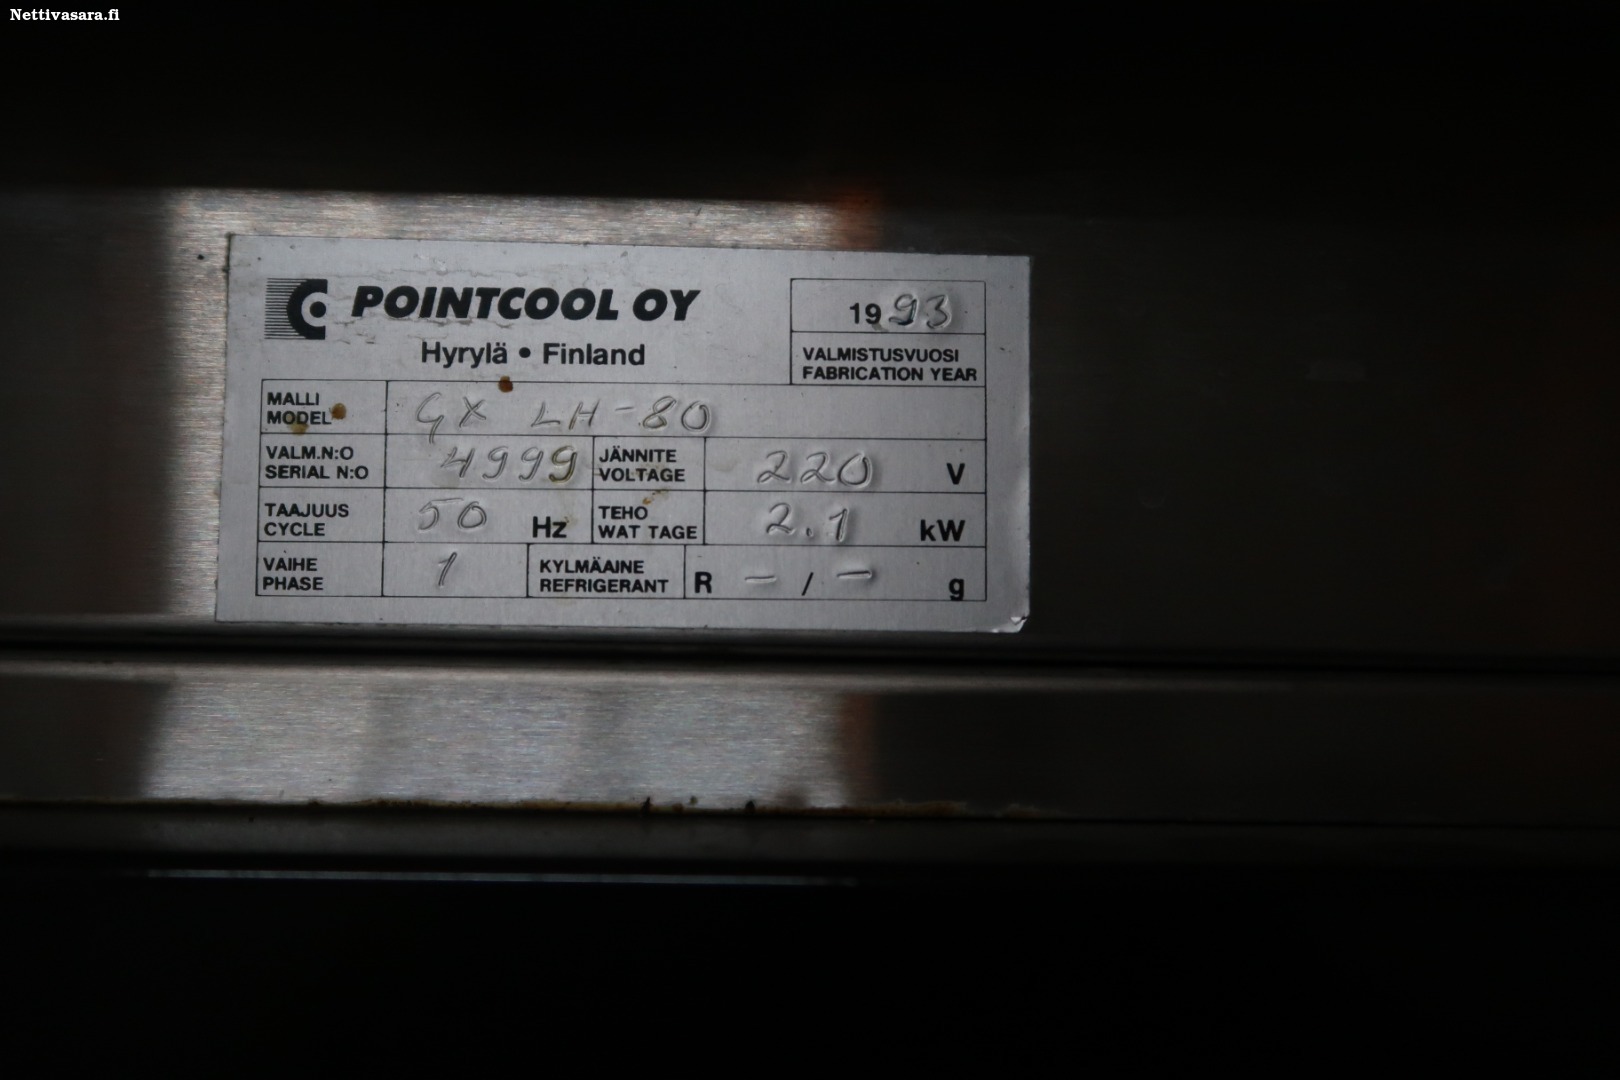 Nettivasara.fi
POINTCOOL OY
Hyrylä • Finland
1993
VALMISTUSVUOSI
FABRICATION YEAR
MALLI
MODEL
GX LH-80
VALM.N:O
SERIAL N:O
4999
JÄNNITE
VOLTAGE
220 V
TAAJUUS
CYCLE
50 Hz
TEHO
WAT TAGE
2.1 kW
VAIHE
PHASE
1
KYLMÄAINE
REFRIGERANT
R – / – g